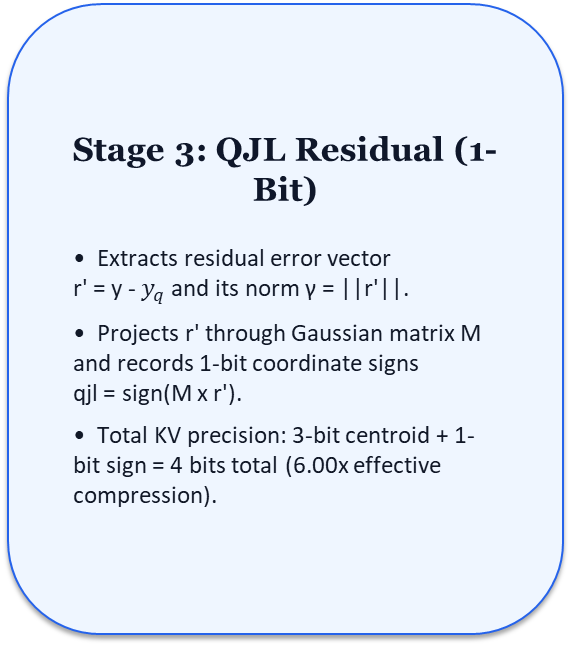 Stage 3: QJL Residual (1-
Bit)
• Extracts residual error vector
r' = y - y_q and its norm γ = ||r'||.
• Projects r' through Gaussian matrix M
and records 1-bit coordinate signs
qjl = sign(M x r').
• Total KV precision: 3-bit centroid + 1-
bit sign = 4 bits total (6.00x effective
compression).